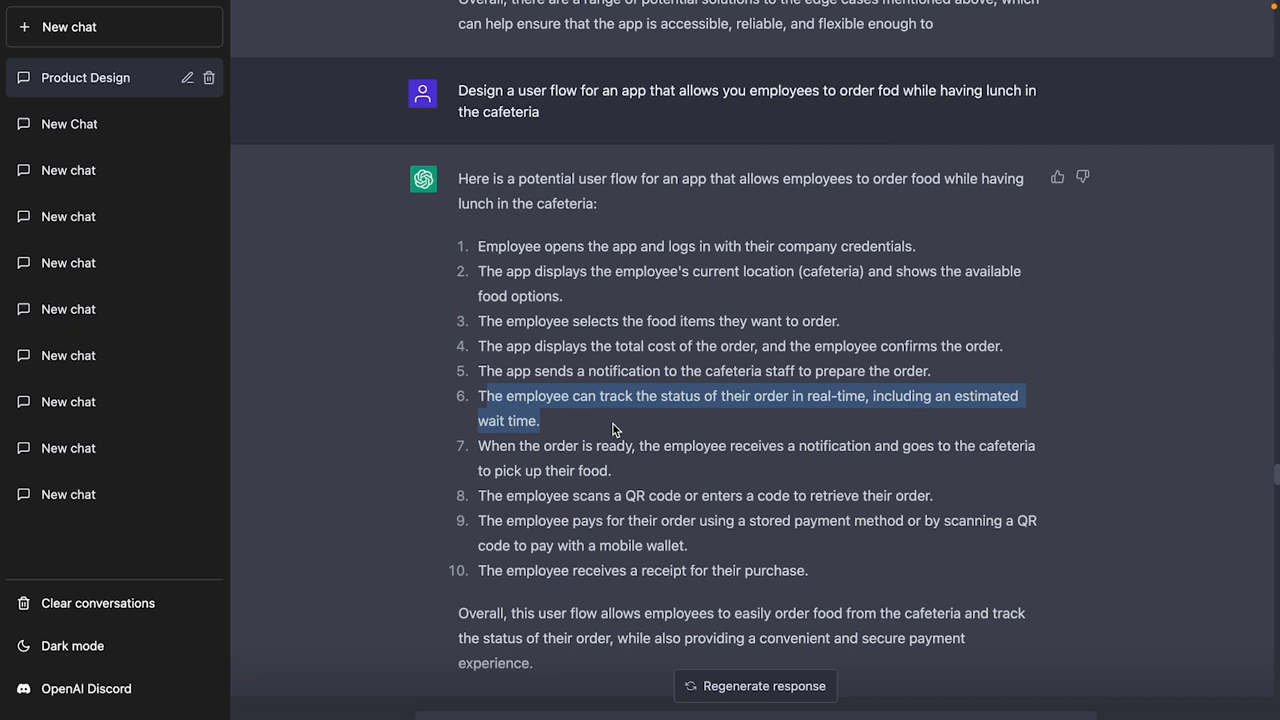 New chat
Product Design
New Chat
New chat
New chat
New chat
New chat
New chat
New chat
New chat
New chat
Clear conversations
Dark mode
OpenAI Discord
Overall, there are a range of potential solutions to the edge cases mentioned above, which
can help ensure that the app is accessible, reliable, and flexible enough to
Design a user flow for an app that allows you employees to order fod while having lunch in
the cafeteria
Here is a potential user flow for an app that allows employees to order food while having
lunch in the cafeteria:
1. Employee opens the app and logs in with their company credentials.
2. The app displays the employee's current location (cafeteria) and shows the available
food options.
3. The employee selects the food items they want to order.
4. The app displays the total cost of the order, and the employee confirms the order.
5. The app sends a notification to the cafeteria staff to prepare the order.
6. The employee can track the status of their order in real-time, including an estimated
wait time.
7. When the order is ready, the employee receives a notification and goes to the cafeteria
to pick up their food.
8. The employee scans a QR code or enters a code to retrieve their order.
9. The employee pays for their order using a stored payment method or by scanning a QR
code to pay with a mobile wallet.
10. The employee receives a receipt for their purchase.
Overall, this user flow allows employees to easily order food from the cafeteria and track
the status of their order, while also providing a convenient and secure payment
experience.
Regenerate response